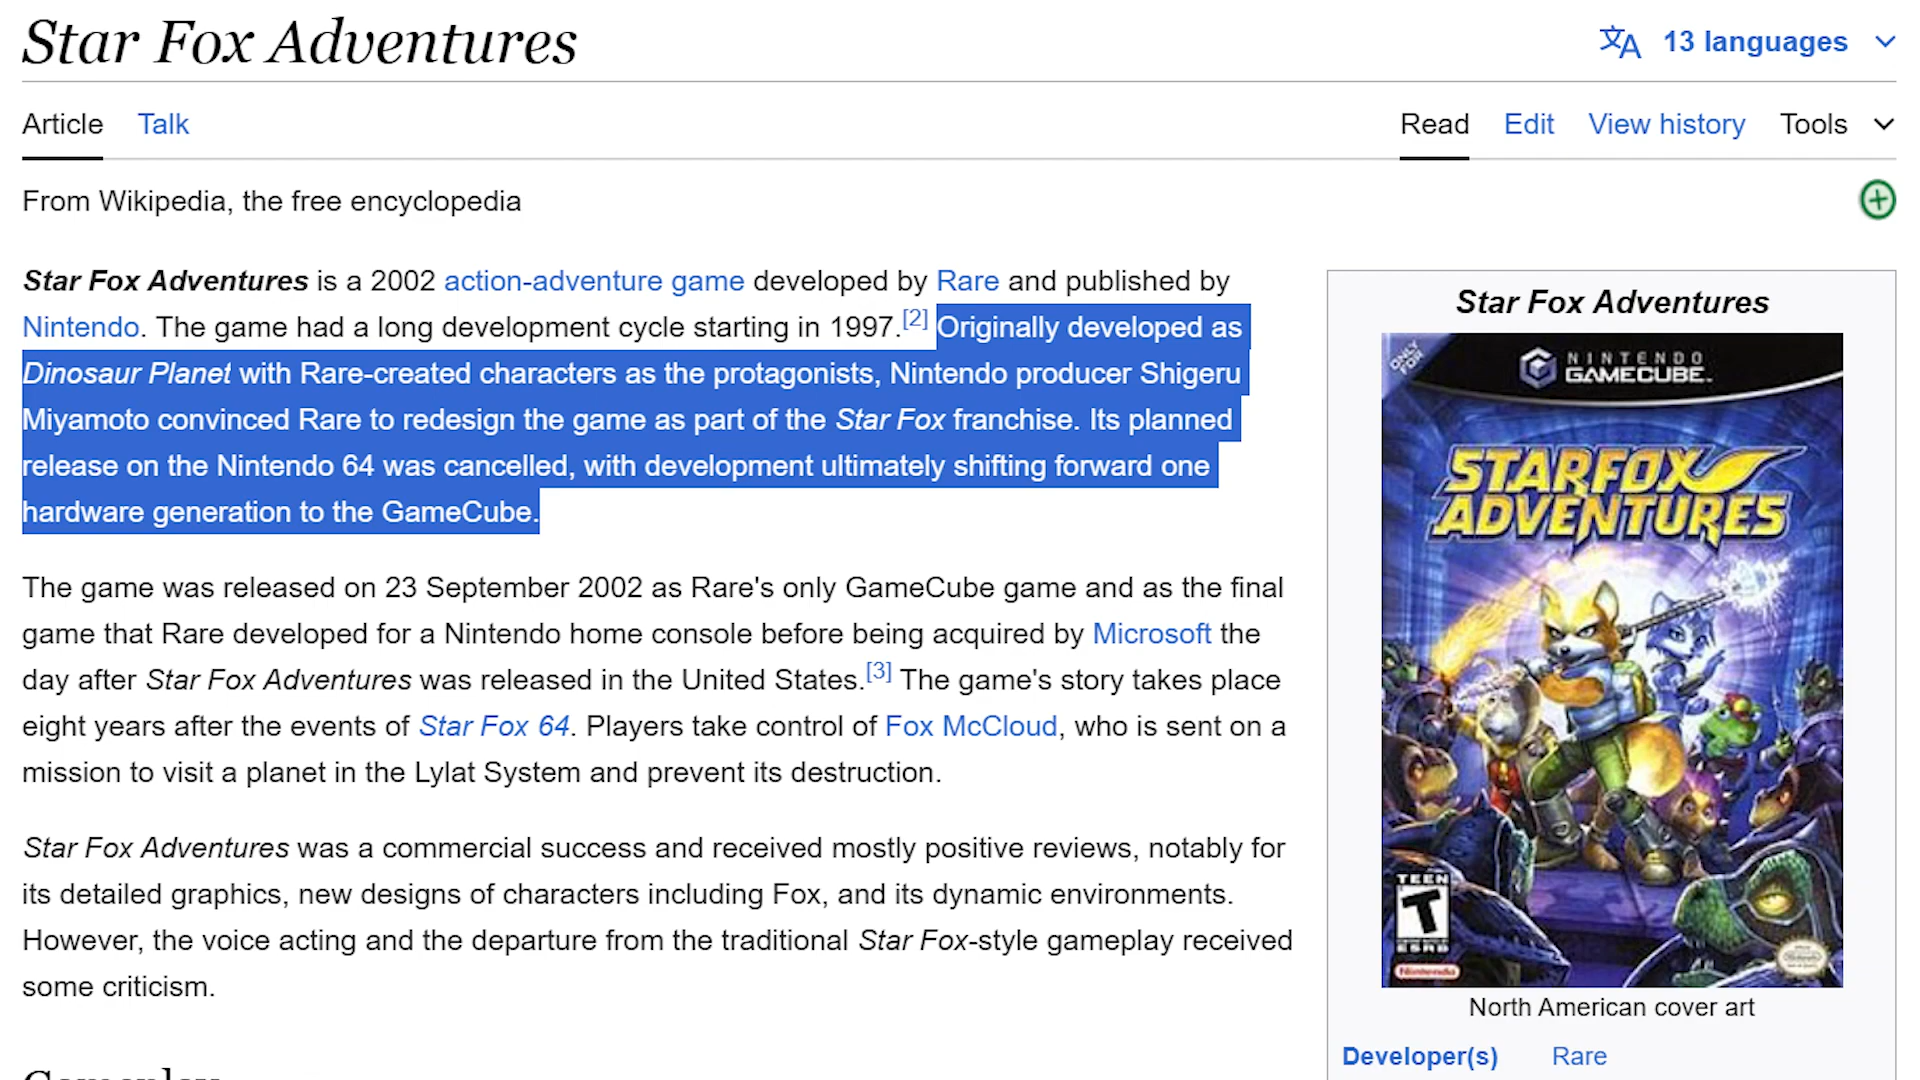 Star Fox Adventures
13 languages
Article Talk
Read Edit View history Tools
From Wikipedia, the free encyclopedia
Star Fox Adventures is a 2002 action-adventure game developed by Rare and published by
Nintendo. The game had a long development cycle starting in 1997.[2] Originally developed as
Dinosaur Planet with Rare-created characters as the protagonists, Nintendo producer Shigeru
Miyamoto convinced Rare to redesign the game as part of the Star Fox franchise. Its planned
release on the Nintendo 64 was cancelled, with development ultimately shifting forward one
hardware generation to the GameCube.
The game was released on 23 September 2002 as Rare's only GameCube game and as the final
game that Rare developed for a Nintendo home console before being acquired by Microsoft the
day after Star Fox Adventures was released in the United States.[3] The game's story takes place
eight years after the events of Star Fox 64. Players take control of Fox McCloud, who is sent on a
mission to visit a planet in the Lylat System and prevent its destruction.
Star Fox Adventures was a commercial success and received mostly positive reviews, notably for
its detailed graphics, new designs of characters including Fox, and its dynamic environments.
However, the voice acting and the departure from the traditional Star Fox-style gameplay received
some criticism.
Star Fox Adventures
ONLY
FOR
NINTENDO
GAMECUBE
STARFOX
ADVENTURES
TEEN
T
ESRB
Nintendo
North American cover art
Developer(s) Rare